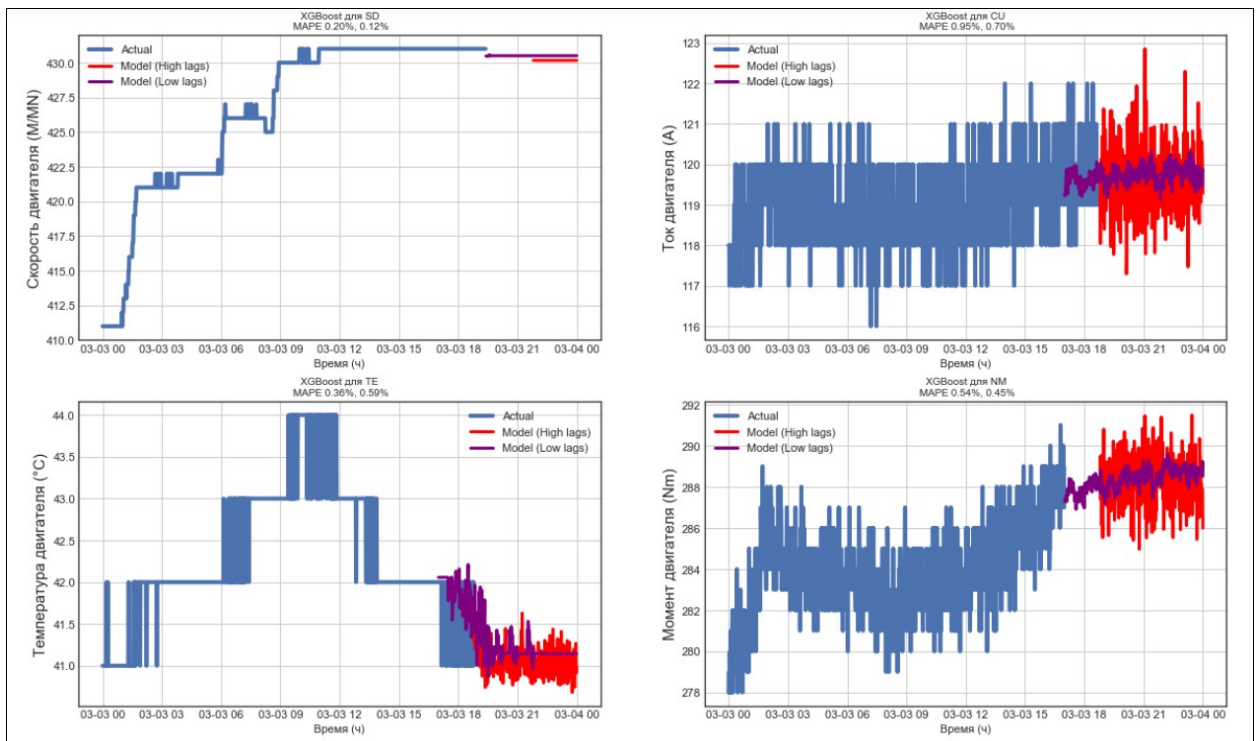 XGBoost для SD
MAPE 0.20%, 0.12%
Actual
Model (High lags)
Model (Low lags)
Скорость двигателя (M/MN)
430.0
427.5
425.0
422.5
420.0
417.5
415.0
412.5
410.0
03-03 00 03-03 03 03-03 06 03-03 09 03-03 12 03-03 15 03-03 18 03-03 21 03-04 00
Время (ч)
XGBoost для CU
MAPE 0.95%, 0.70%
Actual
Model (High lags)
Model (Low lags)
Ток двигателя (A)
123
122
121
120
119
118
117
116
03-03 00 03-03 03 03-03 06 03-03 09 03-03 12 03-03 15 03-03 18 03-03 21 03-04 00
Время (ч)
XGBoost для TE
MAPE 0.36%, 0.59%
Actual
Model (High lags)
Model (Low lags)
Температура двигателя (°C)
44.0
43.5
43.0
42.5
42.0
41.5
41.0
03-03 00 03-03 03 03-03 06 03-03 09 03-03 12 03-03 15 03-03 18 03-03 21 03-04 00
Время (ч)
XGBoost для NM
MAPE 0.54%, 0.45%
Actual
Model (High lags)
Model (Low lags)
Момент двигателя (Nm)
292
290
288
286
284
282
280
278
03-03 00 03-03 03 03-03 06 03-03 09 03-03 12 03-03 15 03-03 18 03-03 21 03-04 00
Время (ч)